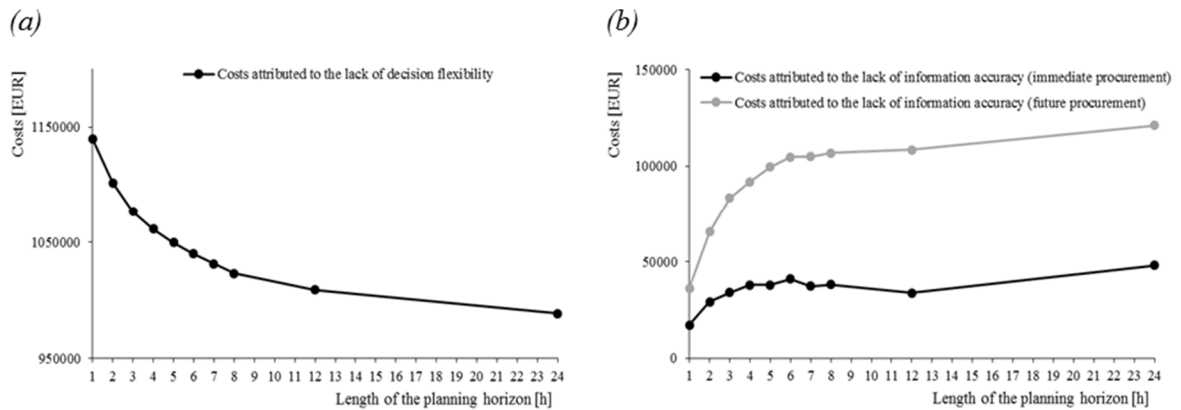 (a)
Costs attributed to the lack of decision flexibility
Costs [EUR]
1150000
1050000
950000
1 2 3 4 5 6 7 8 9 10 11 12 13 14 15 16 17 18 19 20 21 22 23 24
Length of the planning horizon [h]
(b)
150000
Costs attributed to the lack of information accuracy (immediate procurement)
Costs attributed to the lack of information accuracy (future procurement)
Costs [EUR]
100000
50000
0
1 2 3 4 5 6 7 8 9 10 11 12 13 14 15 16 17 18 19 20 21 22 23 24
Length of the planning horizon [h]